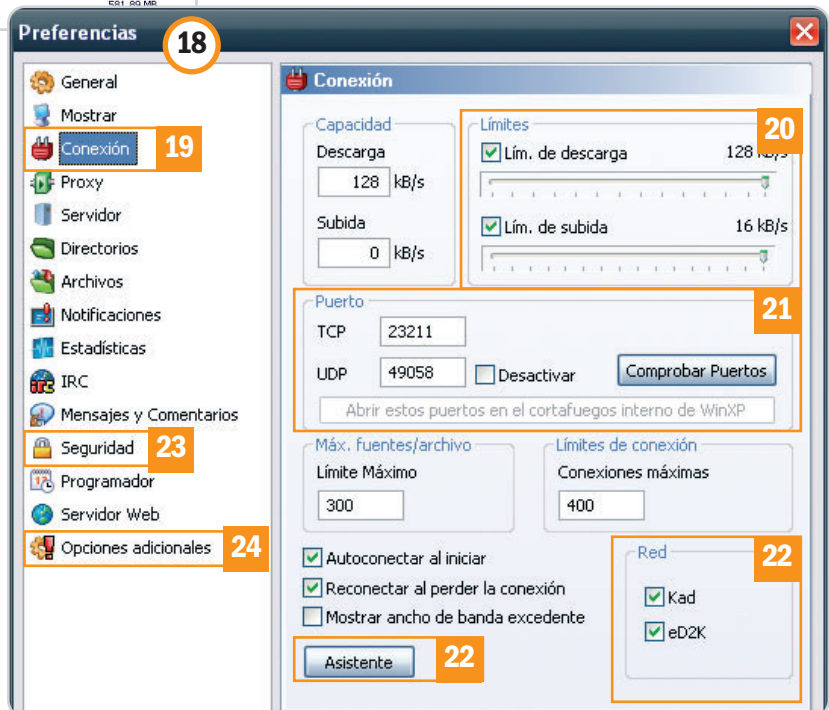 581,89 MB
Preferencias
18
General
Mostrar
Conexión
19
Proxy
Servidor
Directorios
Archivos
Notificaciones
Estadísticas
IRC
Mensajes y Comentarios
Seguridad
23
Programador
Servidor Web
Opciones adicionales
24
Conexión
Capacidad
Descarga
128 kB/s
Subida
0 kB/s
Límites
20
Lím. de descarga 128 kB/s
Lím. de subida 16 kB/s
Puerto
21
TCP 23211
UDP 49058 Desactivar Comprobar Puertos
Abrir estos puertos en el cortafuegos interno de WinXP
Máx. fuentes/archivo
Límite Máximo
300
Límites de conexión
Conexiones máximas
400
Autoconectar al iniciar
Reconectar al perder la conexión
Mostrar ancho de banda excedente
Asistente
22
Red
22
Kad
eD2K